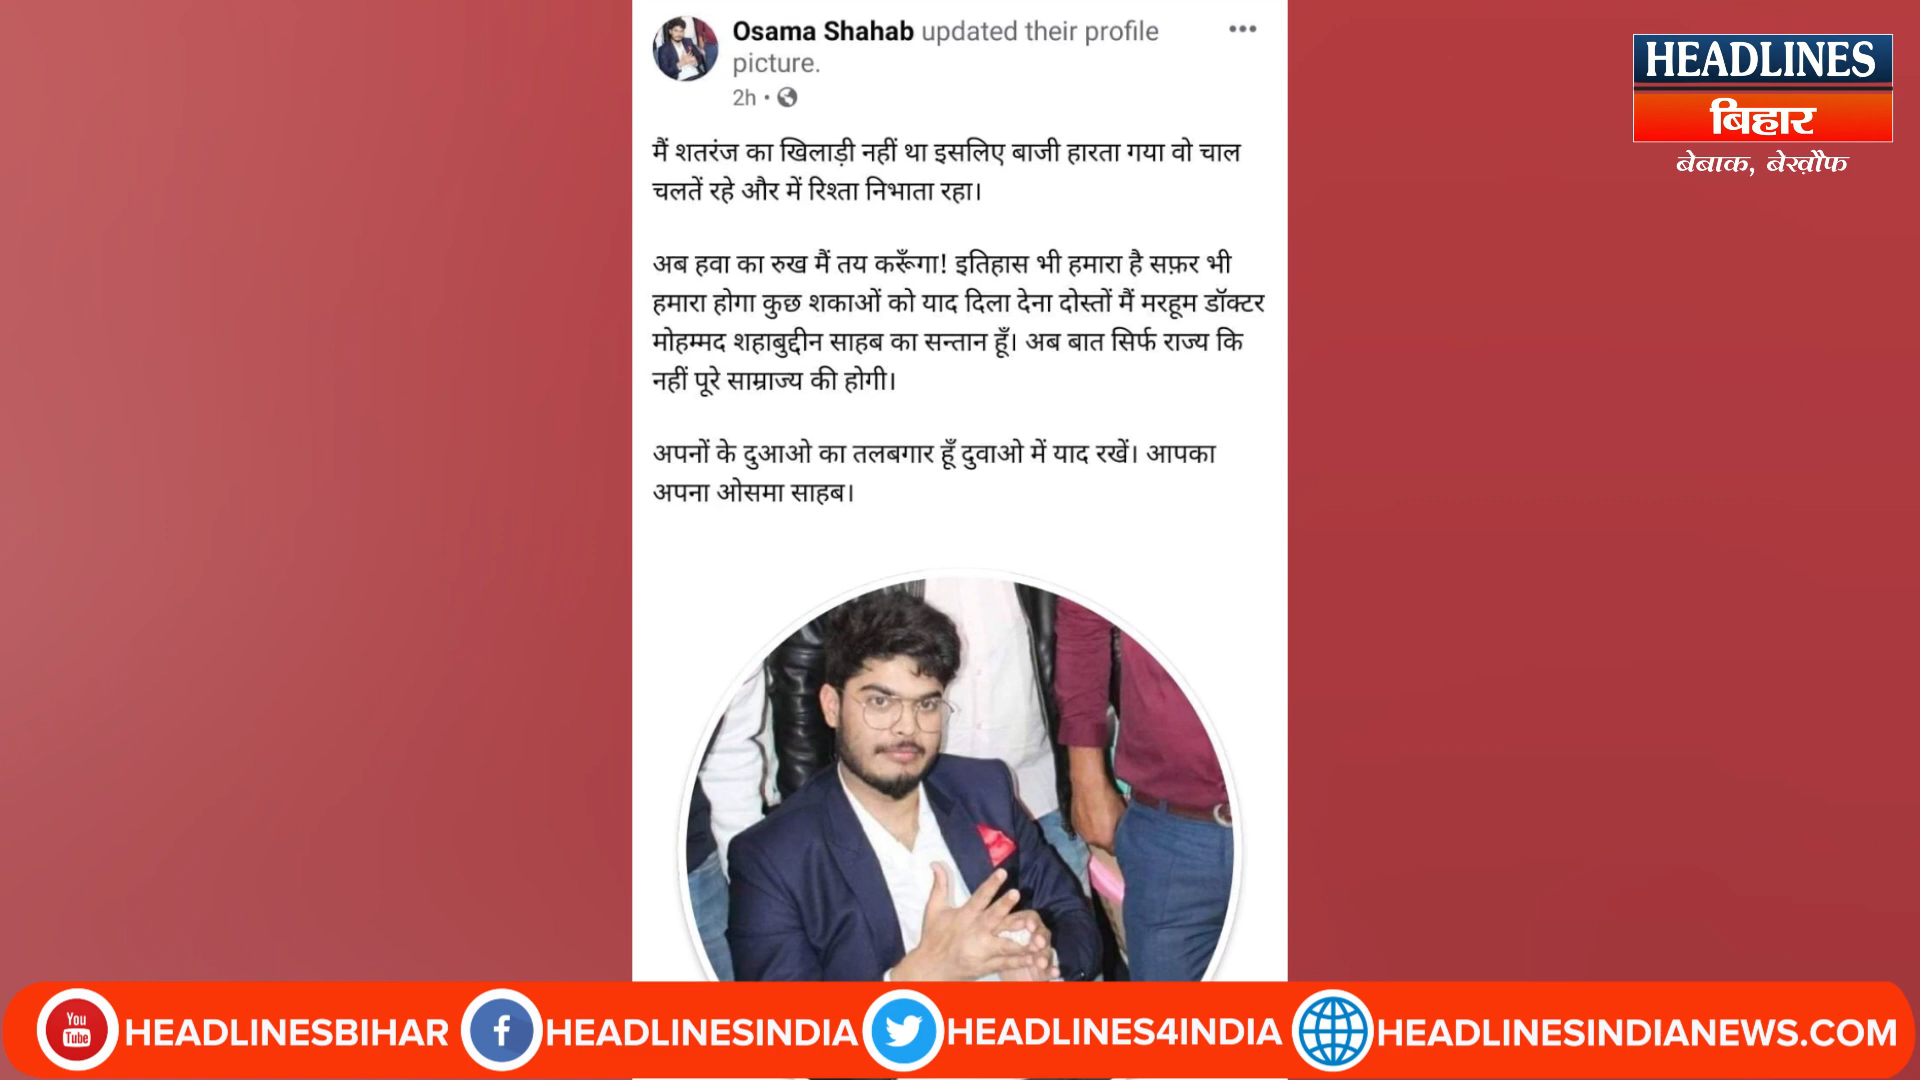 Osama Shahab updated their profile
picture.
2h •
मैं शतरंज का खिलाड़ी नहीं था इसलिए बाजी हारता गया वो चाल
चलतें रहे और में रिश्ता निभाता रहा।
अब हवा का रुख मैं तय करूँगा! इतिहास भी हमारा है सफ़र भी
हमारा होगा कुछ शकाओं को याद दिला देना दोस्तों मैं मरहूम डॉक्टर
मोहम्मद शहाबुद्दीन साहब का सन्तान हूँ। अब बात सिर्फ राज्य कि
नहीं पूरे साम्राज्य की होगी।
अपनों के दुआओ का तलबगार हूँ दुवाओ में याद रखें। आपका
अपना ओसमा साहब।
HEADLINES
बिहार
बेबाक, बेख़ौफ
You
Tube
HEADLINESBIHAR HEADLINESINDIA HEADLINES4INDIA HEADLINESINDIANEWS.COM